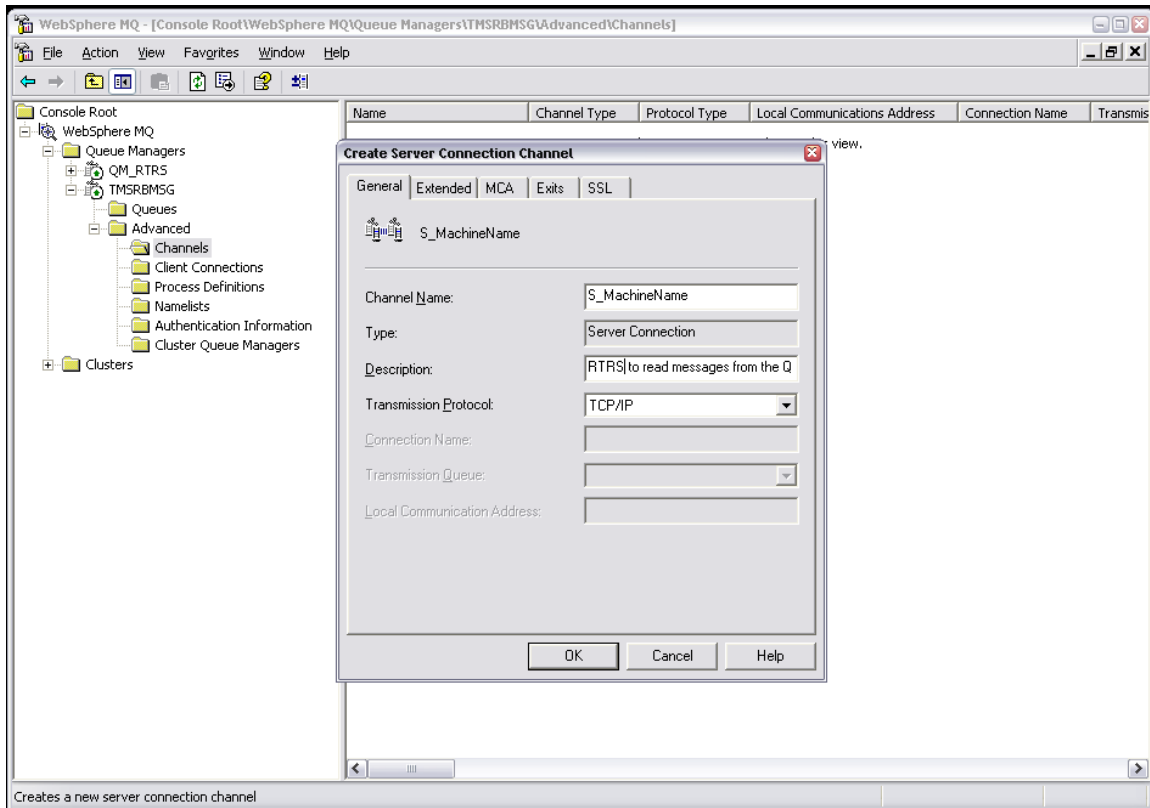 WebSphere MQ - [Console Root\WebSphere MQ\Queue Managers\TMSRBMSG\Advanced\Channels]
File Action View Favorites Window Help
Console Root
WebSphere MQ
Queue Managers
QM_RTRS
TMSRBMSG
Queues
Advanced
Channels
Client Connections
Process Definitions
Namelists
Authentication Information
Cluster Queue Managers
Clusters
Name Channel Type Protocol Type Local Communications Address Connection Name Transmis
view.
Create Server Connection Channel
General Extended MCA Exits SSL
S_MachineName
Channel Name: S_MachineName
Type: Server Connection
Description: RTRS to read messages from the Q
Transmission Protocol: TCP/IP
Connection Name:
Transmission Queue:
Local Communication Address:
OK Cancel Help
Creates a new server connection channel